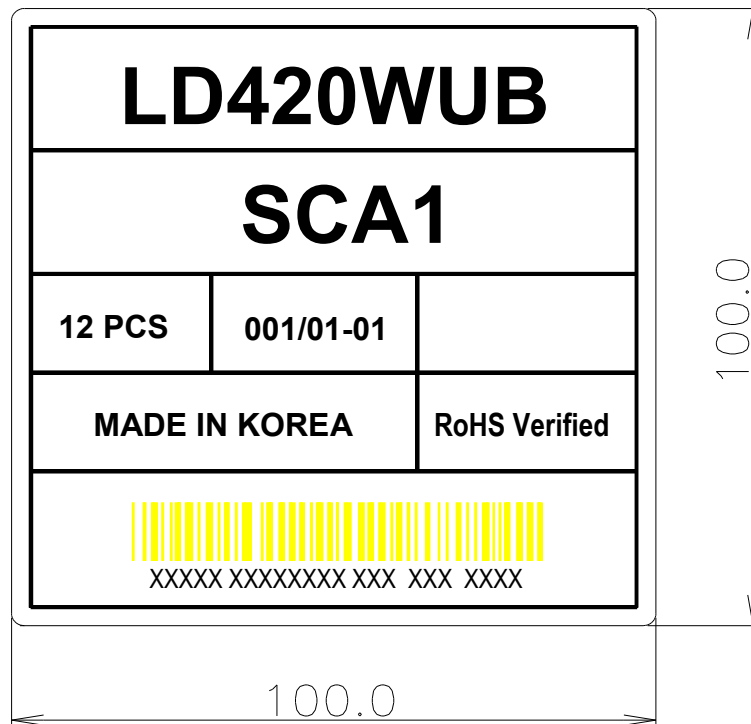 LD420WUB
SCA1
12 PCS
001/01-01
MADE IN KOREA
RoHS Verified
XXXXX XXXXXXXX XXX XXX XXXX
100.0
100.0